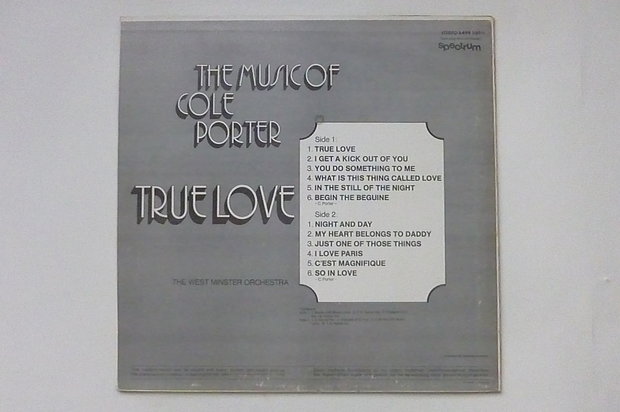 STEREO
spectrum
THE MUSIC OF
COLE
PORTER
TRUE LOVE
THE WEST MINSTER ORCHESTRA
Side 1:
1. TRUE LOVE
2. I GET A KICK OUT OF YOU
3. YOU DO SOMETHING TO ME
4. WHAT IS THIS THING CALLED LOVE
5. IN THE STILL OF THE NIGHT
6. BEGIN THE BEGUINE
- C. Porter -
Side 2:
1. NIGHT AND DAY
2. MY HEART BELONGS TO DADDY
3. JUST ONE OF THOSE THINGS
4. I LOVE PARIS
5. C'EST MAGNIFIQUE
6. SO IN LOVE
- C. Porter